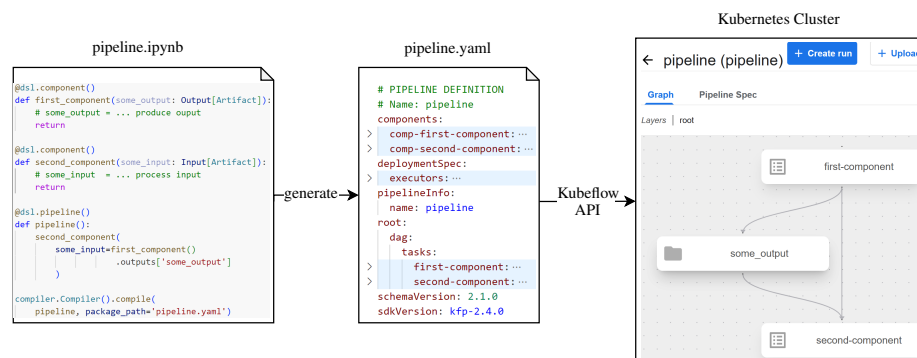 pipeline.ipynb
@dsl.component()
def first_component(some_output: Output[Artifact]):
# some_output = ... produce ouput
return
@dsl.component()
def second_component(some_input: Input[Artifact]):
# some_input  = ... process input
return
@dsl.pipeline()
def pipeline():
second_component(
some_input=first_component()
.outputs['some_output']
)
compiler.Compiler().compile(
pipeline, package_path='pipeline.yaml')
generate
pipeline.yaml
# PIPELINE DEFINITION
# Name: pipeline
components:
> comp-first-component: ...
> comp-second-component: ...
deploymentSpec:
> executors: ...
pipelineInfo:
name: pipeline
root:
dag:
tasks:
> first-component: ...
> second-component: ...
schemaVersion: 2.1.0
sdkVersion: kfp-2.4.0
Kubeflow
API
Kubernetes Cluster
← pipeline (pipeline)
+ Create run
+ Upload
Graph
Pipeline Spec
Layers | root
first-component
some_output
second-component